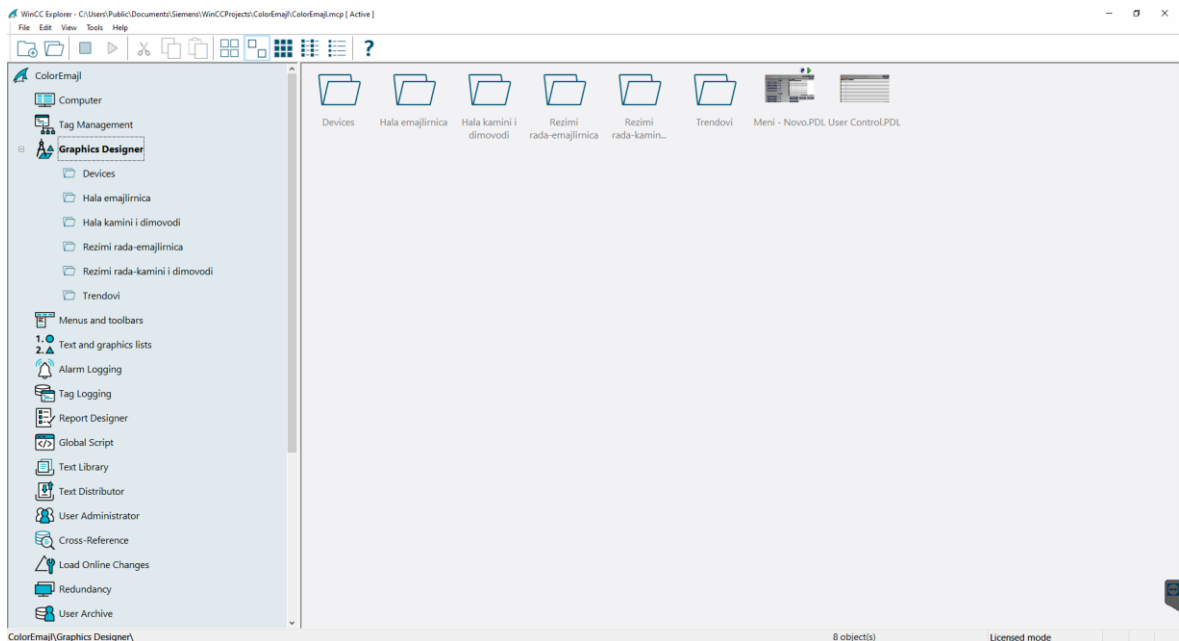 WinCC Explorer - C:\Users\Public\Documents\Siemens\WinCCProjects\ColorEmajl\ColorEmajl.mcp [ Active ]
File Edit View Tools Help
ColorEmajl
Computer
Tag Management
Graphics Designer
Devices
Hala emajlirnica
Hala kamini i dimovodi
Rezimi rada-emajlirnica
Rezimi rada-kamini i dimovodi
Trendovi
Menus and toolbars
Text and graphics lists
Alarm Logging
Tag Logging
Report Designer
Global Script
Text Library
Text Distributor
User Administrator
Cross-Reference
Load Online Changes
Redundancy
User Archive
Devices
Hala emajlirnica
Hala kamini i
dimovodi
Rezimi
rada-emajlirnica
Rezimi
rada-kamin...
Trendovi
Meni - Novo.PDL
User Control.PDL
ColorEmajl\Graphics Designer\
8 object(s)
Licensed mode